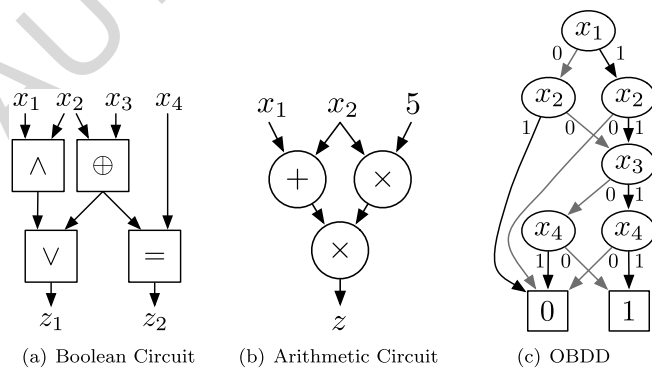 AU
x1 x2 x3 x4
∧ ⊕
∨ =
z1 z2
(a) Boolean Circuit
x1 x2 5
+ ×
×
z
(b) Arithmetic Circuit
x1
0 1
x2 x2
1 0 0 1
x3
0 1
x4 x4
1 0 0 1
0 1
(c) OBDD